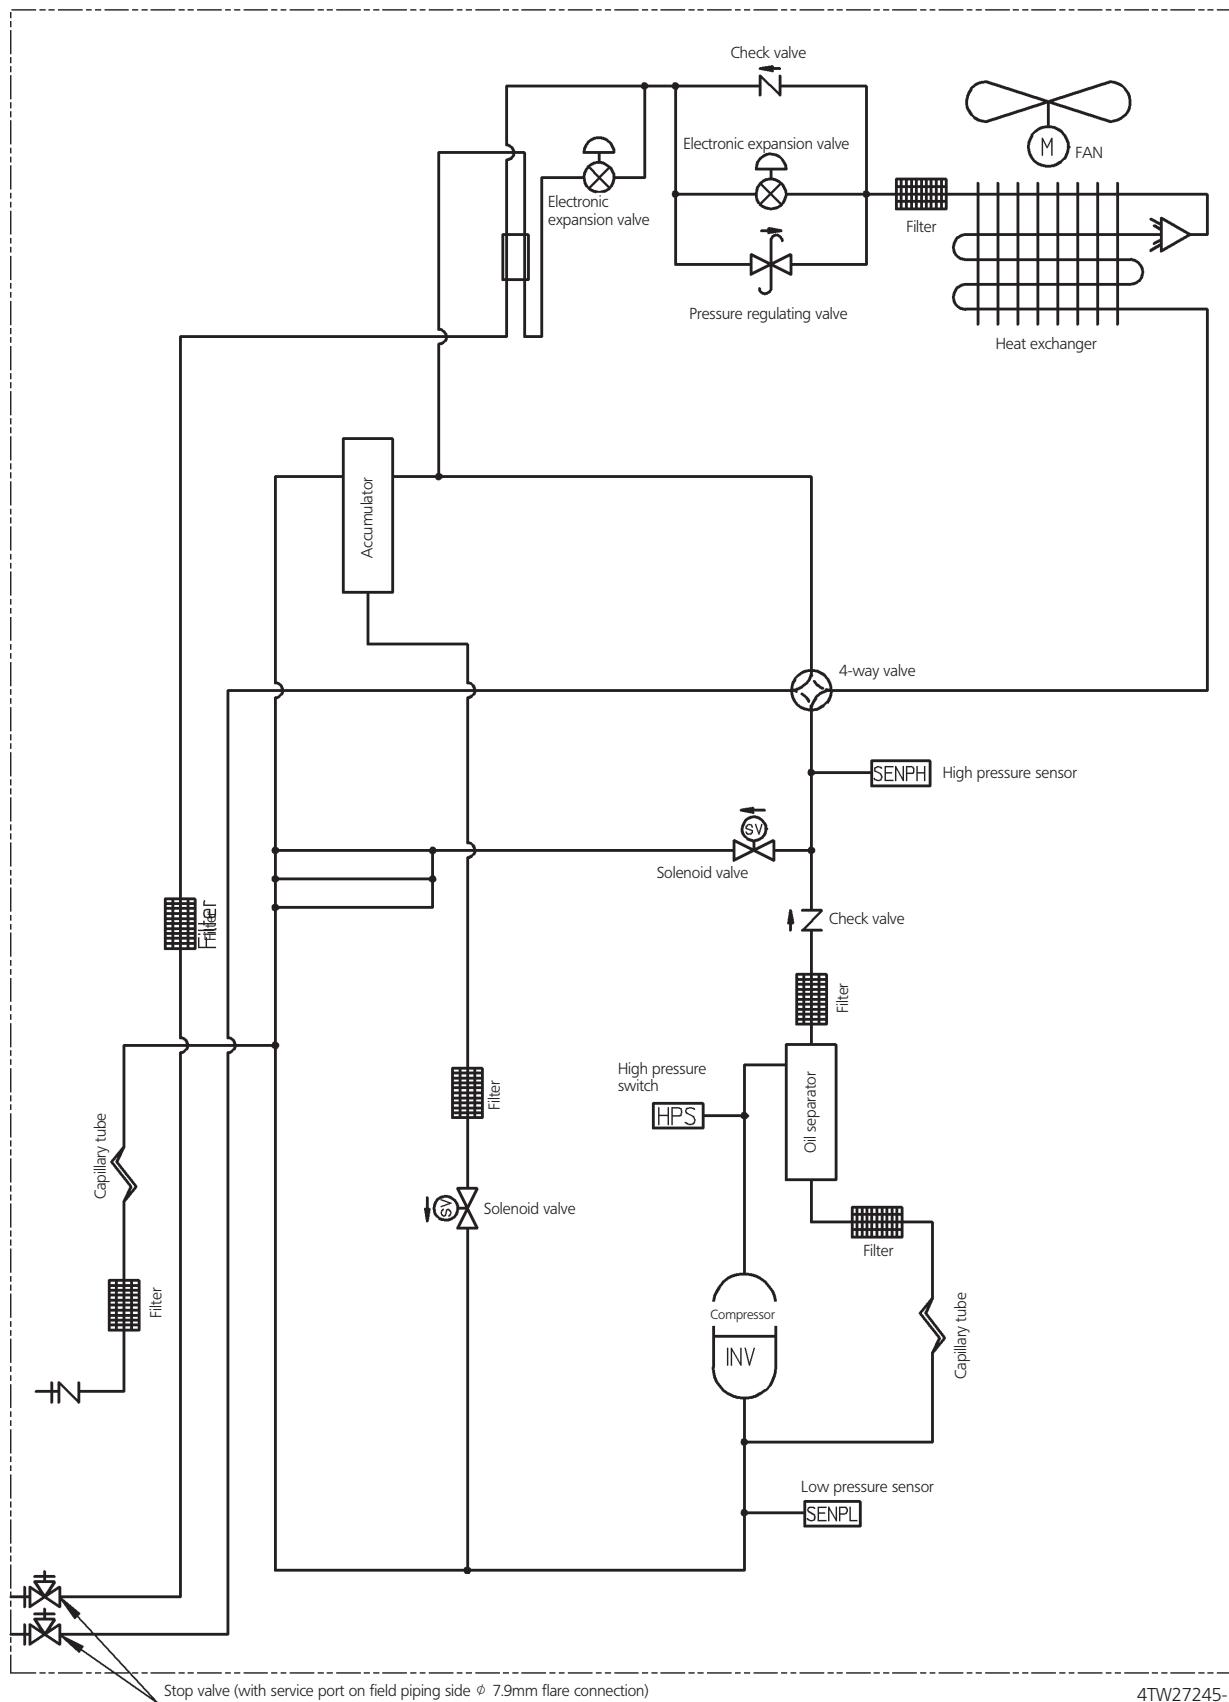 Check valve
Electronic expansion valve
M
FAN
Electronic
expansion valve
Filter
Pressure regulating valve
Heat exchanger
Accumulator
4-way valve
SENPH
High pressure sensor
SV
Solenoid valve
Filter
Filter
Check valve
Filter
High pressure
switch
HPS
Oil separator
Filter
Capillary tube
SV
Solenoid valve
Filter
Filter
Compressor
INV
Capillary tube
Low pressure sensor
SENPL
Stop valve (with service port on field piping side ϕ 7.9mm flare connection)
4TW27245-